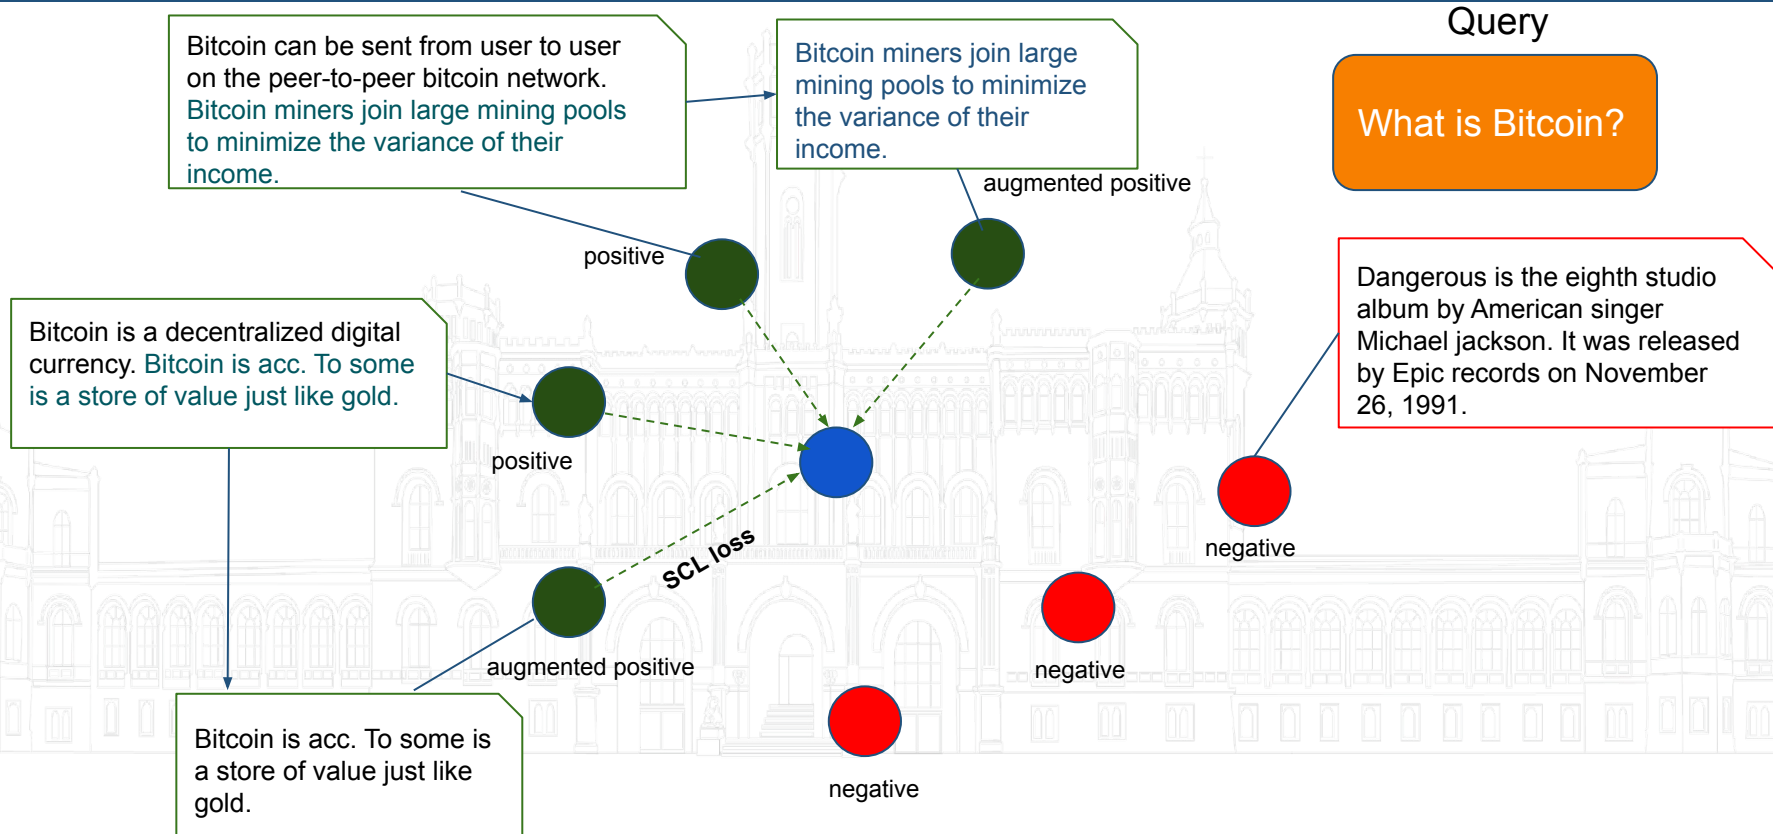 Query
What is Bitcoin?
Bitcoin can be sent from user to user
on the peer-to-peer bitcoin network.
Bitcoin miners join large mining pools
to minimize the variance of their
income.
Bitcoin miners join large
mining pools to minimize
the variance of their
income.
augmented positive
positive
Dangerous is the eighth studio
album by American singer
Michael jackson. It was released
by Epic records on November
26, 1991.
Bitcoin is a decentralized digital
currency. Bitcoin is acc. To some
is a store of value just like gold.
positive
negative
SCL loss
augmented positive
negative
Bitcoin is acc. To some is
a store of value just like
gold.
negative